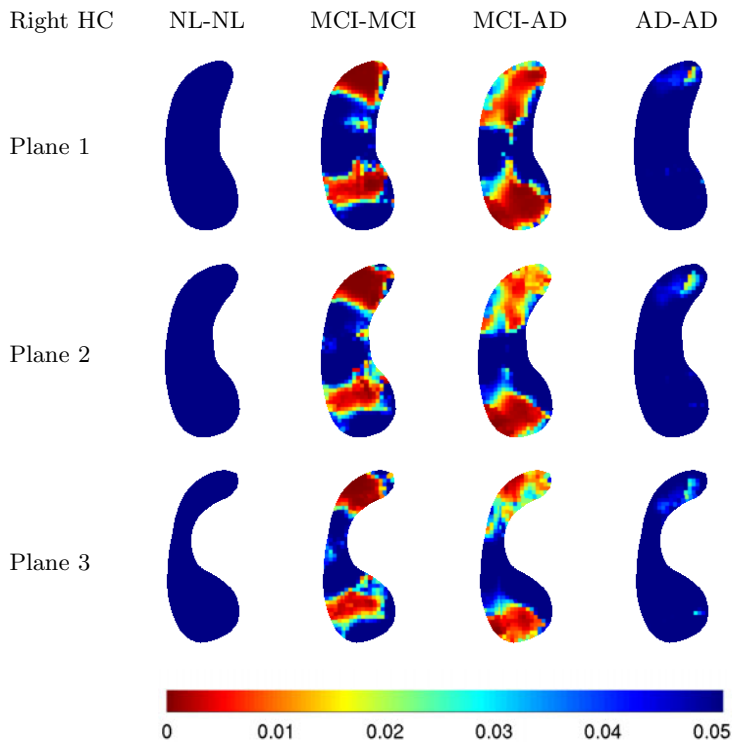 Right HC NL-NL MCI-MCI MCI-AD AD-AD
Plane 1
Plane 2
Plane 3
0 0.01 0.02 0.03 0.04 0.05